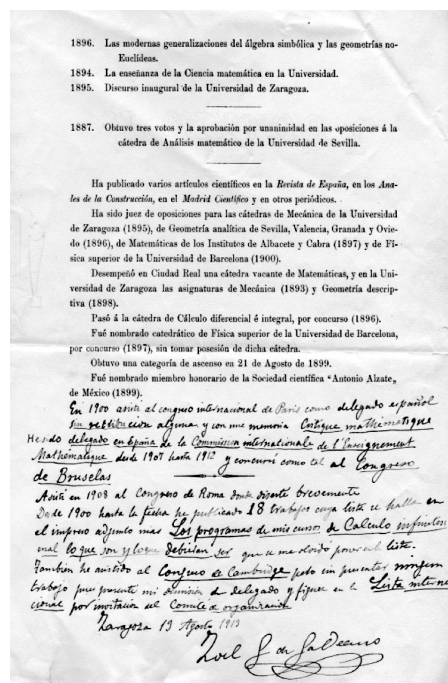 1896. Las modernas generalizaciones del álgebra simbólica y las geometrías no-
Euclídeas.
1894. La enseñanza de la Ciencia matemática en la Universidad.
1895. Discurso inaugural de la Universidad de Zaragoza.
1887. Obtuvo tres votos y la aprobación por unanimidad en las oposiciones á la
cátedra de Análisis matemático de la Universidad de Sevilla.
Ha publicado varios artículos científicos en la Revista de España, en los Ana-
les de la Construcción, en el Madrid Científico y en otros periódicos.
Ha sido juez de oposiciones para las cátedras de Mecánica de la Universidad
de Zaragoza (1895), de Geometría analítica de Sevilla, Valencia, Granada y Ovie-
do (1896), de Matemáticas de los Institutos de Albacete y Cabra (1897) y de Fí-
sica superior de la Universidad de Barcelona (1900).
Desempeñó en Ciudad Real una cátedra vacante de Matemáticas, y en la Uni-
versidad de Zaragoza las asignaturas de Mecánica (1893) y Geometría descrip-
tiva (1898).
Pasó á la cátedra de Cálculo diferencial é integral, por concurso (1896).
Fué nombrado catedrático de Física superior de la Universidad de Barcelona,
por concurso (1897), sin tomar posesión de dicha cátedra.
Obtuvo una categoría de ascenso en 21 de Agosto de 1899.
Fué nombrado miembro honorario de la Sociedad científica "Antonio Alzate„
de México (1899).
En 1900 asistí al congreso internacional de Paris como delegado español
sin retribución alguna y con una memoria Critique mathématique
He sido delegado en España de la Commission internationale de l'Enseignement
Mathématique desde 1907 hasta 1912 y concurrí como tal al Congreso
de Bruselas
Asistí en 1908 al Congreso de Roma donde diserté brevemente
Desde 1900 hasta la fecha he publicado 18 trabajos cuya lista se halla en
el impreso adjunto mas Los programas de mis cursos de Calculo infinitesi
mal lo que son y lo que debieran ser que se me olvidó poner al liste.
Tambien he asistido al Congreso de Cambridge pero sin presentar ningun
trabajo pues presenté mi dimisión de delegado y figuré en la Liste interna
cional por invitacion del Comité de organización
Zaragoza 13 Agosto 1913
Zoel G. de Galdeano